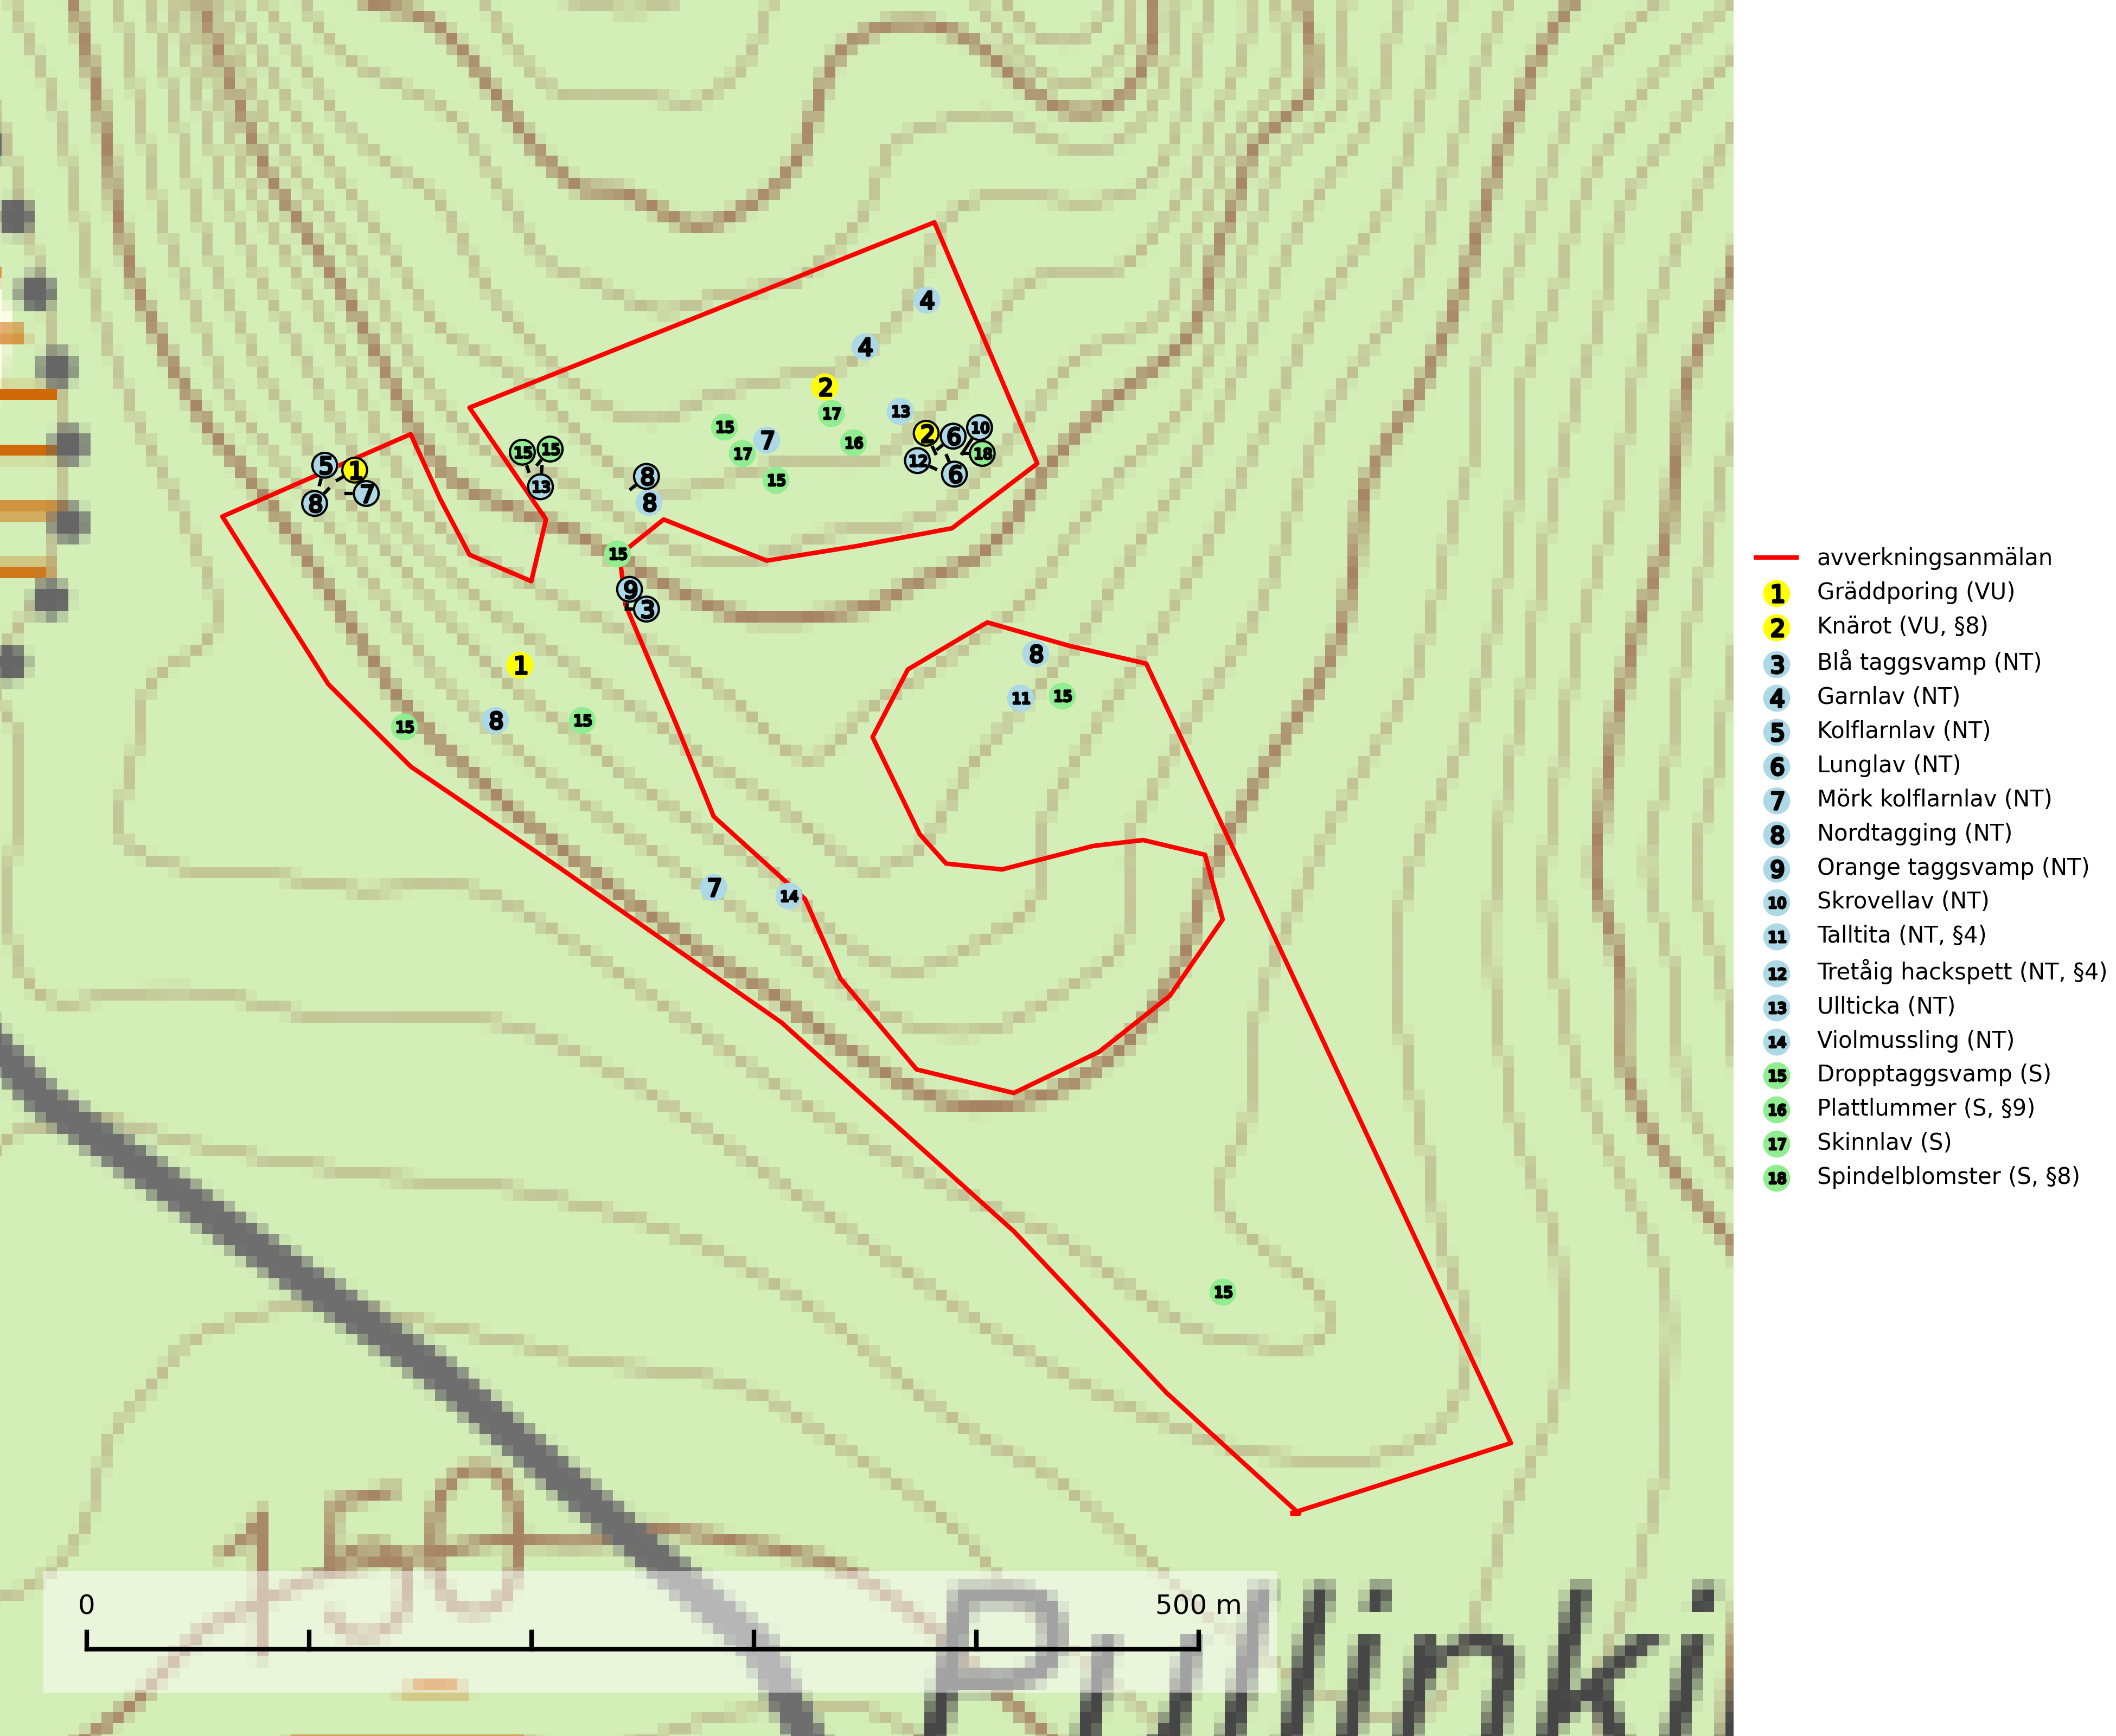 4
4
2
15
17
13
7
17
16
2
6
10
12
18
6
15
15
15
13
8
8
5
1
8
7
15
9
3
1
8
15
15
8
11
15
7
14
15
avverkningsanmälan
1 Gräddporing (VU)
2 Knärot (VU, §8)
3 Blå taggsvamp (NT)
4 Garnlav (NT)
5 Kolflarnlav (NT)
6 Lunglav (NT)
7 Mörk kolflarnlav (NT)
8 Nordtagging (NT)
9 Orange taggsvamp (NT)
10 Skrovellav (NT)
11 Talltita (NT, §4)
12 Tretåig hackspett (NT, §4)
13 Ullticka (NT)
14 Violmussling (NT)
15 Dropptaggsvamp (S)
16 Plattlummer (S, §9)
17 Skinnlav (S)
18 Spindelblomster (S, §8)
150
0 500 m